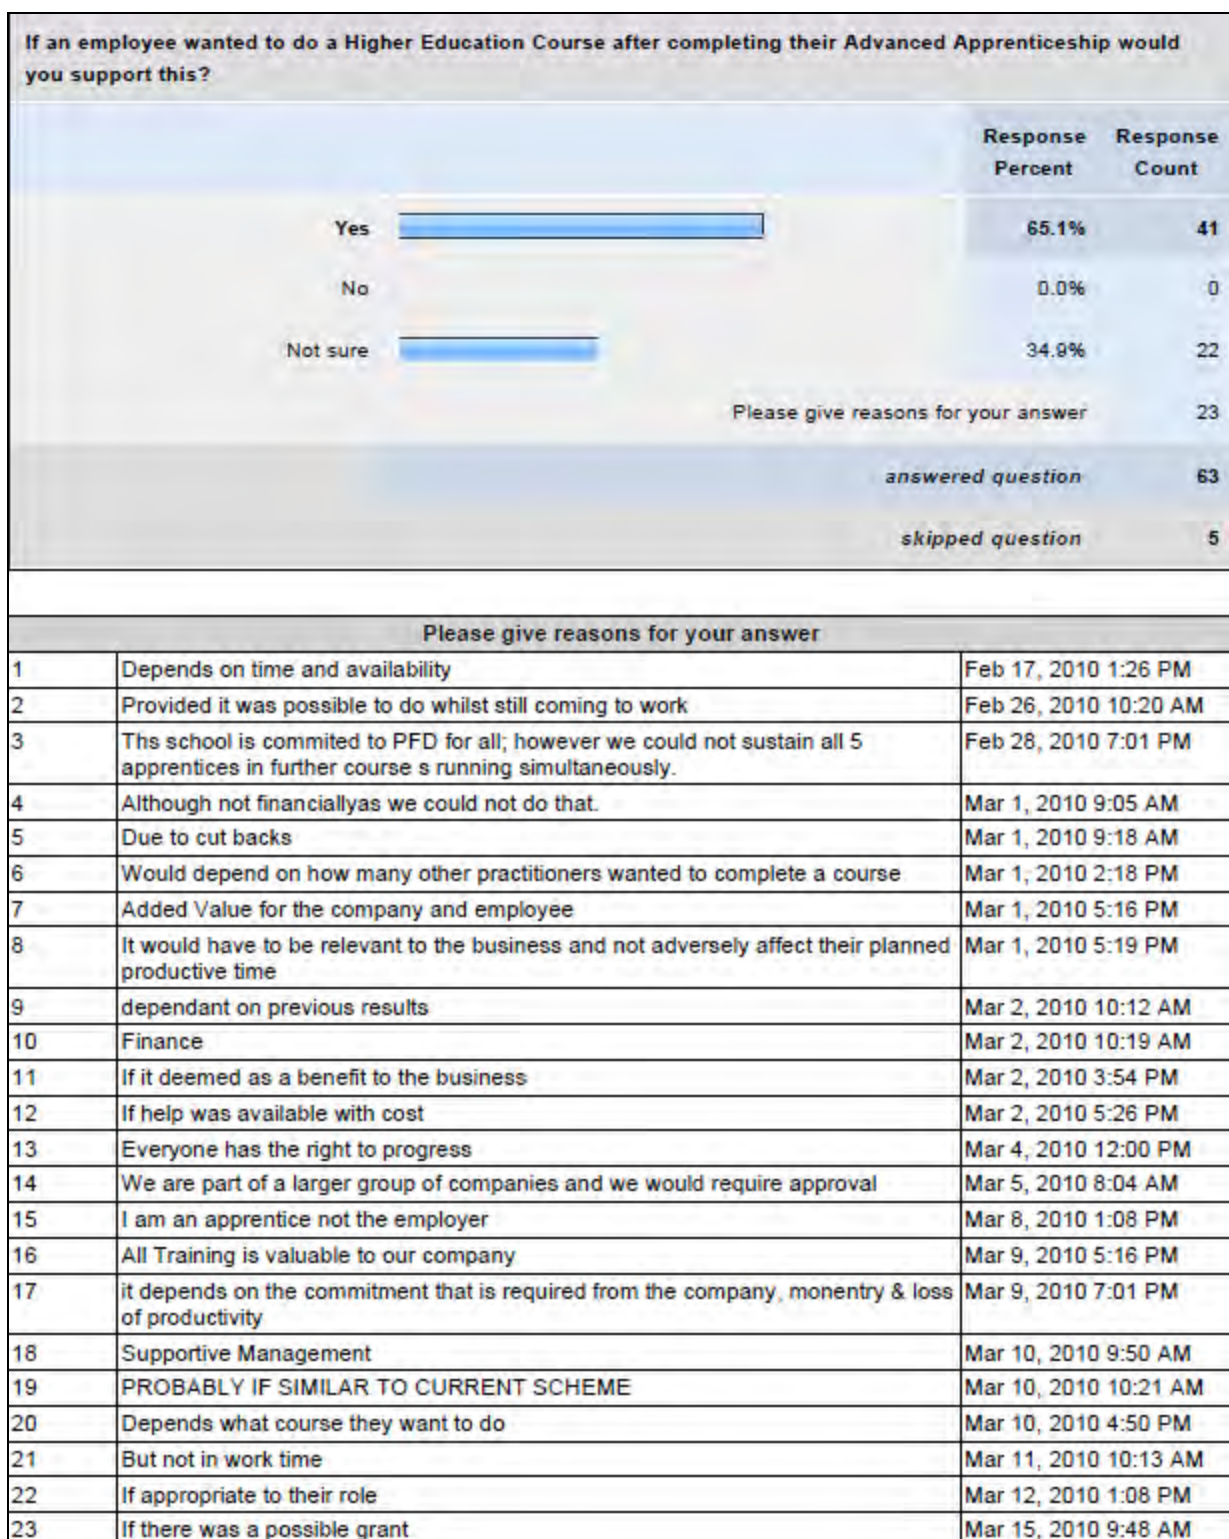 If an employee wanted to do a Higher Education Course after completing their Advanced Apprenticeship would
you support this?
Response Percent
Response Count
Yes 65.1% 41
No 0.0% 0
Not sure 34.9% 22
Please give reasons for your answer 23
answered question 63
skipped question 5
Please give reasons for your answer
1 Depends on time and availability Feb 17, 2010 1:26 PM
2 Provided it was possible to do whilst still coming to work Feb 26, 2010 10:20 AM
3 Ths school is commited to PFD for all; however we could not sustain all 5 Feb 28, 2010 7:01 PM
apprentices in further course s running simultaneously.
4 Although not financiallyas we could not do that. Mar 1, 2010 9:05 AM
5 Due to cut backs Mar 1, 2010 9:18 AM
6 Would depend on how many other practitioners wanted to complete a course Mar 1, 2010 2:18 PM
7 Added Value for the company and employee Mar 1, 2010 5:16 PM
8 It would have to be relevant to the business and not adversely affect their planned Mar 1, 2010 5:19 PM
productive time
9 dependant on previous results Mar 2, 2010 10:12 AM
10 Finance Mar 2, 2010 10:19 AM
11 If it deemed as a benefit to the business Mar 2, 2010 3:54 PM
12 If help was available with cost Mar 2, 2010 5:26 PM
13 Everyone has the right to progress Mar 4, 2010 12:00 PM
14 We are part of a larger group of companies and we would require approval Mar 5, 2010 8:04 AM
15 I am an apprentice not the employer Mar 8, 2010 1:08 PM
16 All Training is valuable to our company Mar 9, 2010 5:16 PM
17 it depends on the commitment that is required from the company, monentry & loss Mar 9, 2010 7:01 PM
of productivity
18 Supportive Management Mar 10, 2010 9:50 AM
19 PROBABLY IF SIMILAR TO CURRENT SCHEME Mar 10, 2010 10:21 AM
20 Depends what course they want to do Mar 10, 2010 4:50 PM
21 But not in work time Mar 11, 2010 10:13 AM
22 If appropriate to their role Mar 12, 2010 1:08 PM
23 If there was a possible grant Mar 15, 2010 9:48 AM